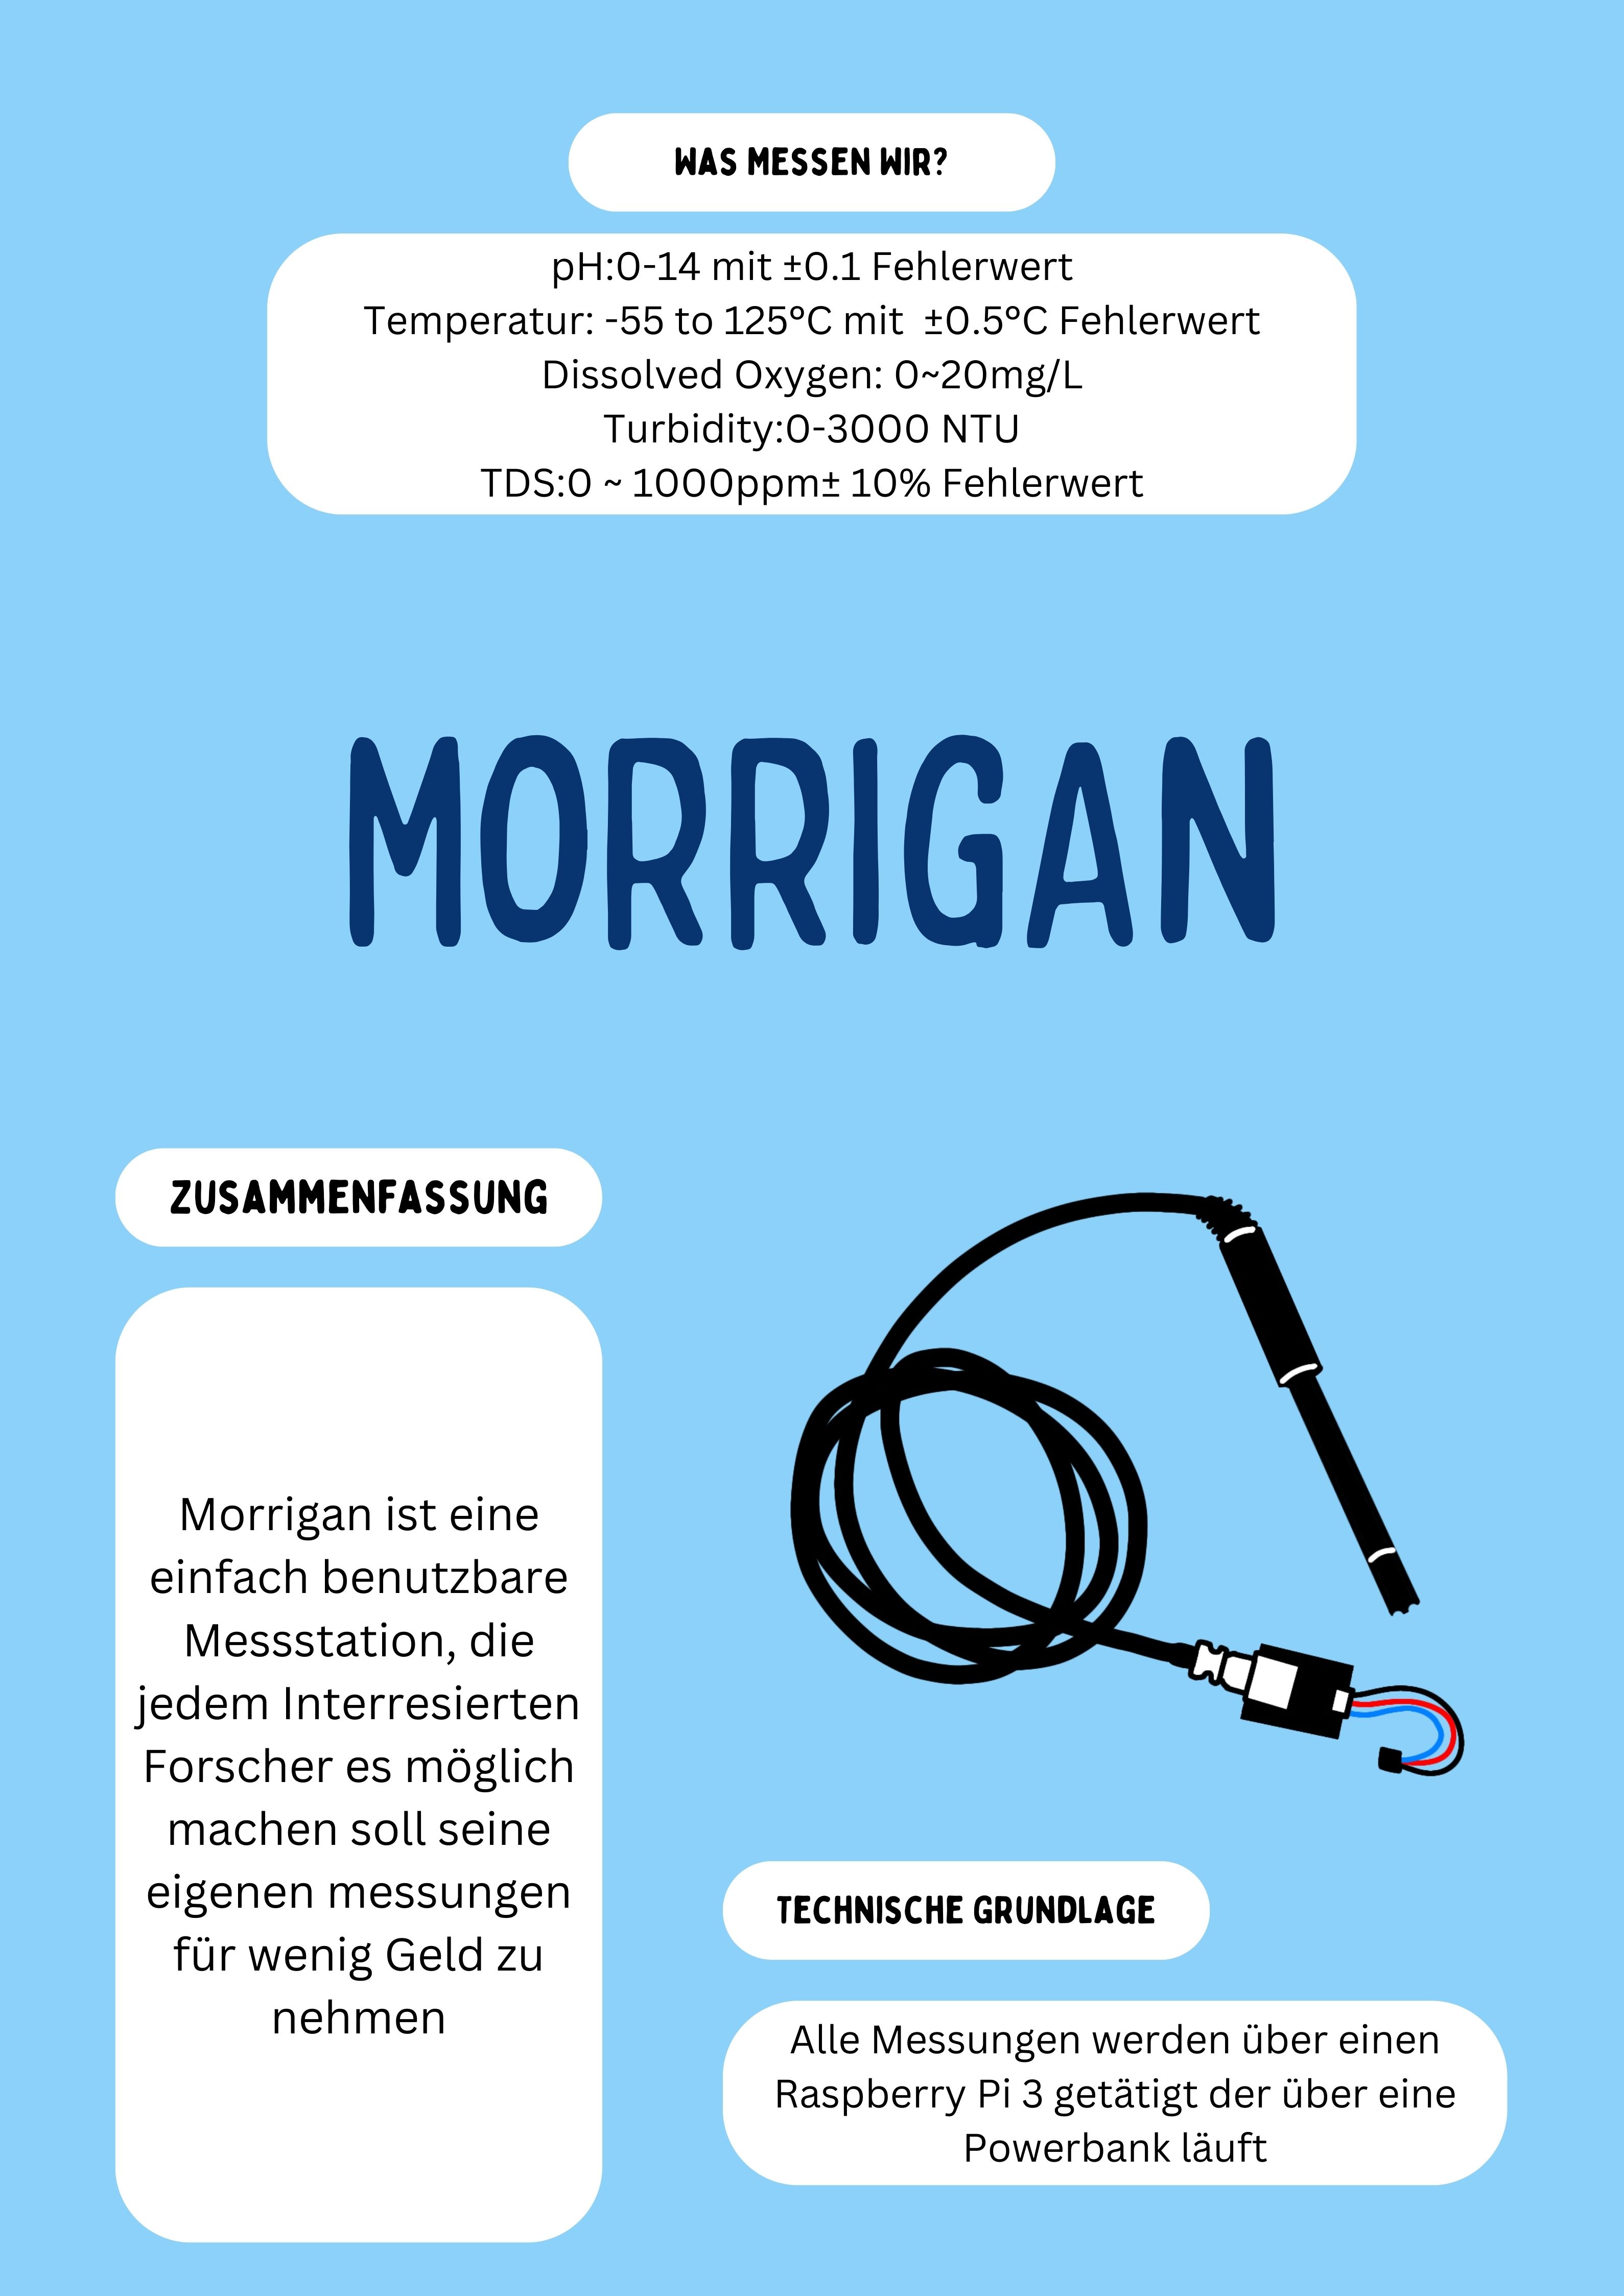 WAS MESSEN WIR?
pH:0-14 mit ±0.1 Fehlerwert
Temperatur: -55 to 125°C mit  ±0.5°C Fehlerwert
Dissolved Oxygen: 0~20mg/L
Turbidity:0-3000 NTU
TDS:0 ~ 1000ppm± 10% Fehlerwert
MORRIGAN
ZUSAMMENFASSUNG
Morrigan ist eine
einfach benutzbare
Messstation, die
jedem Interresierten
Forscher es möglich
machen soll seine
eigenen messungen
für wenig Geld zu
nehmen
TECHNISCHE GRUNDLAGE
Alle Messungen werden über einen
Raspberry Pi 3 getätigt der über eine
Powerbank läuft